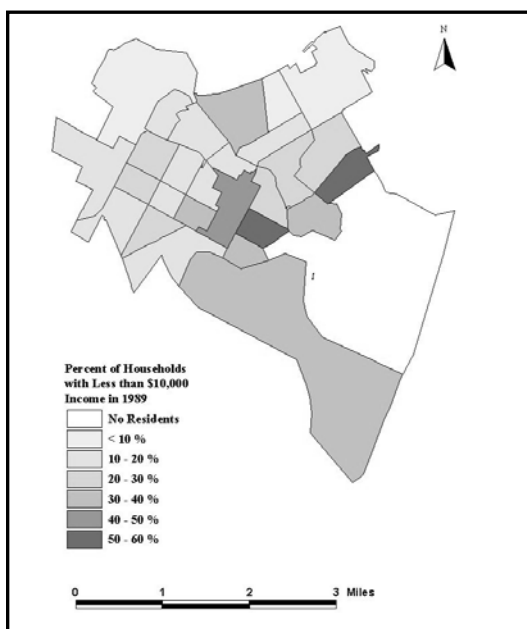 N
1
Percent of Households
with Less than $10,000
Income in 1989
No Residents
< 10 %
10 - 20 %
20 - 30 %
30 - 40 %
40 - 50 %
50 - 60 %
0 1 2 3 Miles